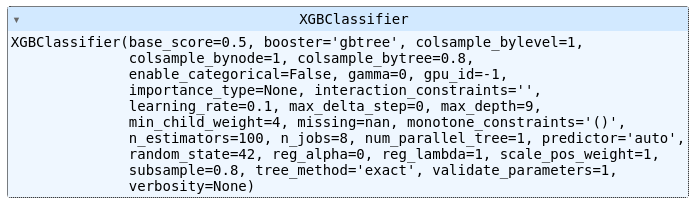 ▾ XGBClassifier
XGBClassifier(base_score=0.5, booster='gbtree', colsample_bylevel=1,
              colsample_bynode=1, colsample_bytree=0.8,
              enable_categorical=False, gamma=0, gpu_id=-1,
              importance_type=None, interaction_constraints='',
              learning_rate=0.1, max_delta_step=0, max_depth=9,
              min_child_weight=4, missing=nan, monotone_constraints='()',
              n_estimators=100, n_jobs=8, num_parallel_tree=1, predictor='auto',
              random_state=42, reg_alpha=0, reg_lambda=1, scale_pos_weight=1,
              subsample=0.8, tree_method='exact', validate_parameters=1,
              verbosity=None)